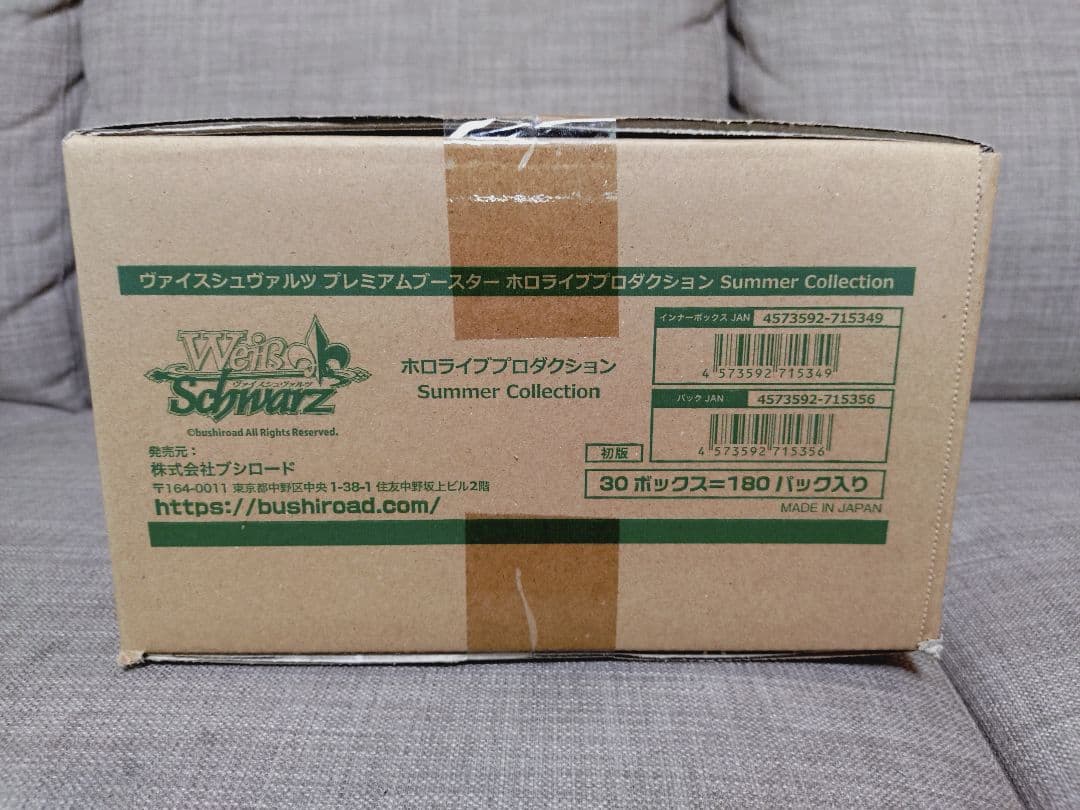 ヴァイスシュヴァルツ プレミアムブースター ホロライブプロダクション Summer Collection
Weiß
ヴァイスシュヴァルツ
Schwarz
©bushiroad All Rights Reserved.
ホロライブプロダクション
Summer Collection
インナーボックス JAN 4573592-715349
4 573592 715349
パック JAN 4573592-715356
4 573592 715356
発売元：
株式会社ブシロード
〒164-0011 東京都中野区中央1-38-1 住友中野坂上ビル2階
https://bushiroad.com/
初版
30 ボックス=180 パック入り
MADE IN JAPAN